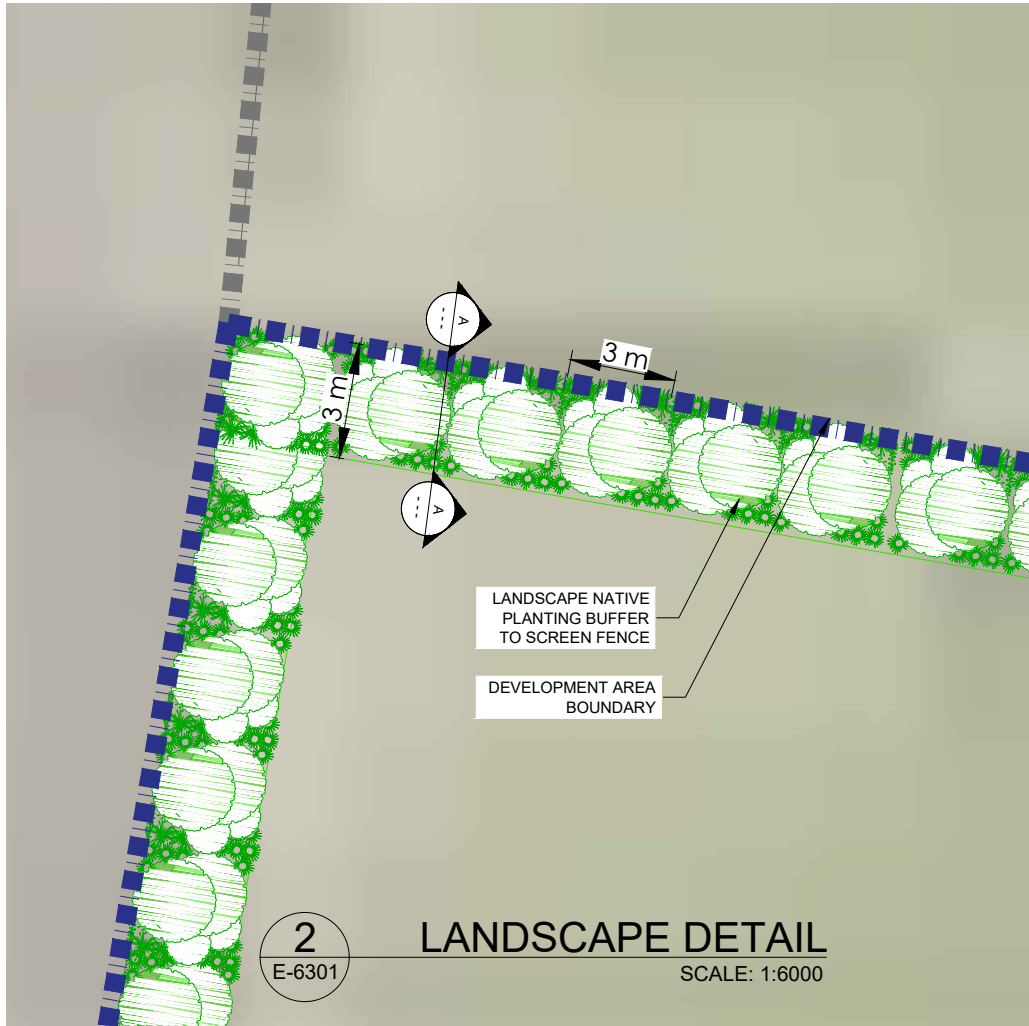 A
---
3 m
3 m
A
---
LANDSCAPE NATIVE
PLANTING BUFFER
TO SCREEN FENCE
DEVELOPMENT AREA
BOUNDARY
2
E-6301
LANDSCAPE DETAIL
SCALE: 1:6000